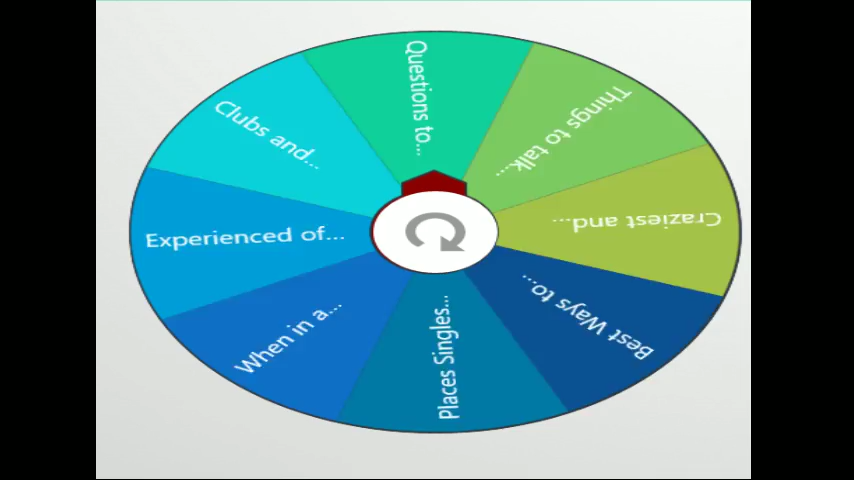 Questions to...
Things to talk...
Craziest and...
Best Ways to...
Places Singles...
When in a...
Experienced of...
Clubs and...